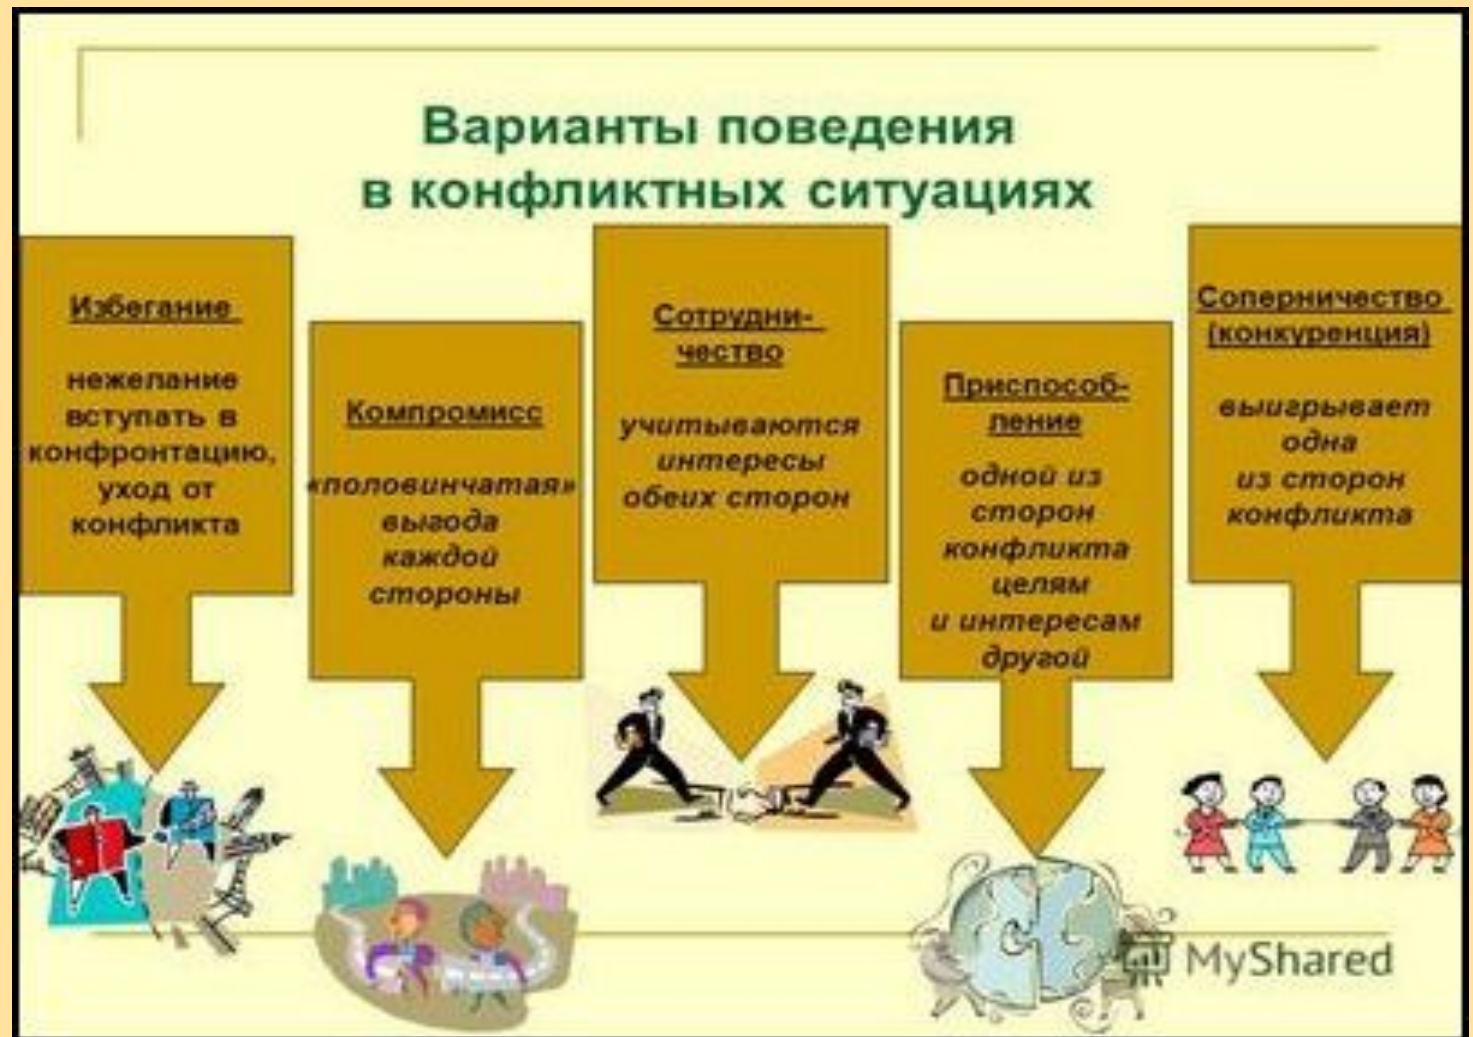 Варианты поведения
в конфликтных ситуациях
Избегание
нежелание
вступать в
конфронтацию,
уход от
конфликта
Компромисс
«половинчатая»
выгода
каждой
стороны
Сотрудни-
чество
учитываются
интересы
обеих сторон
Приспособ-
ление
одной из
сторон
конфликта
целям
и интересам
другой
Соперничество
(конкуренция)
выигрывает
одна
из сторон
конфликта
MyShared